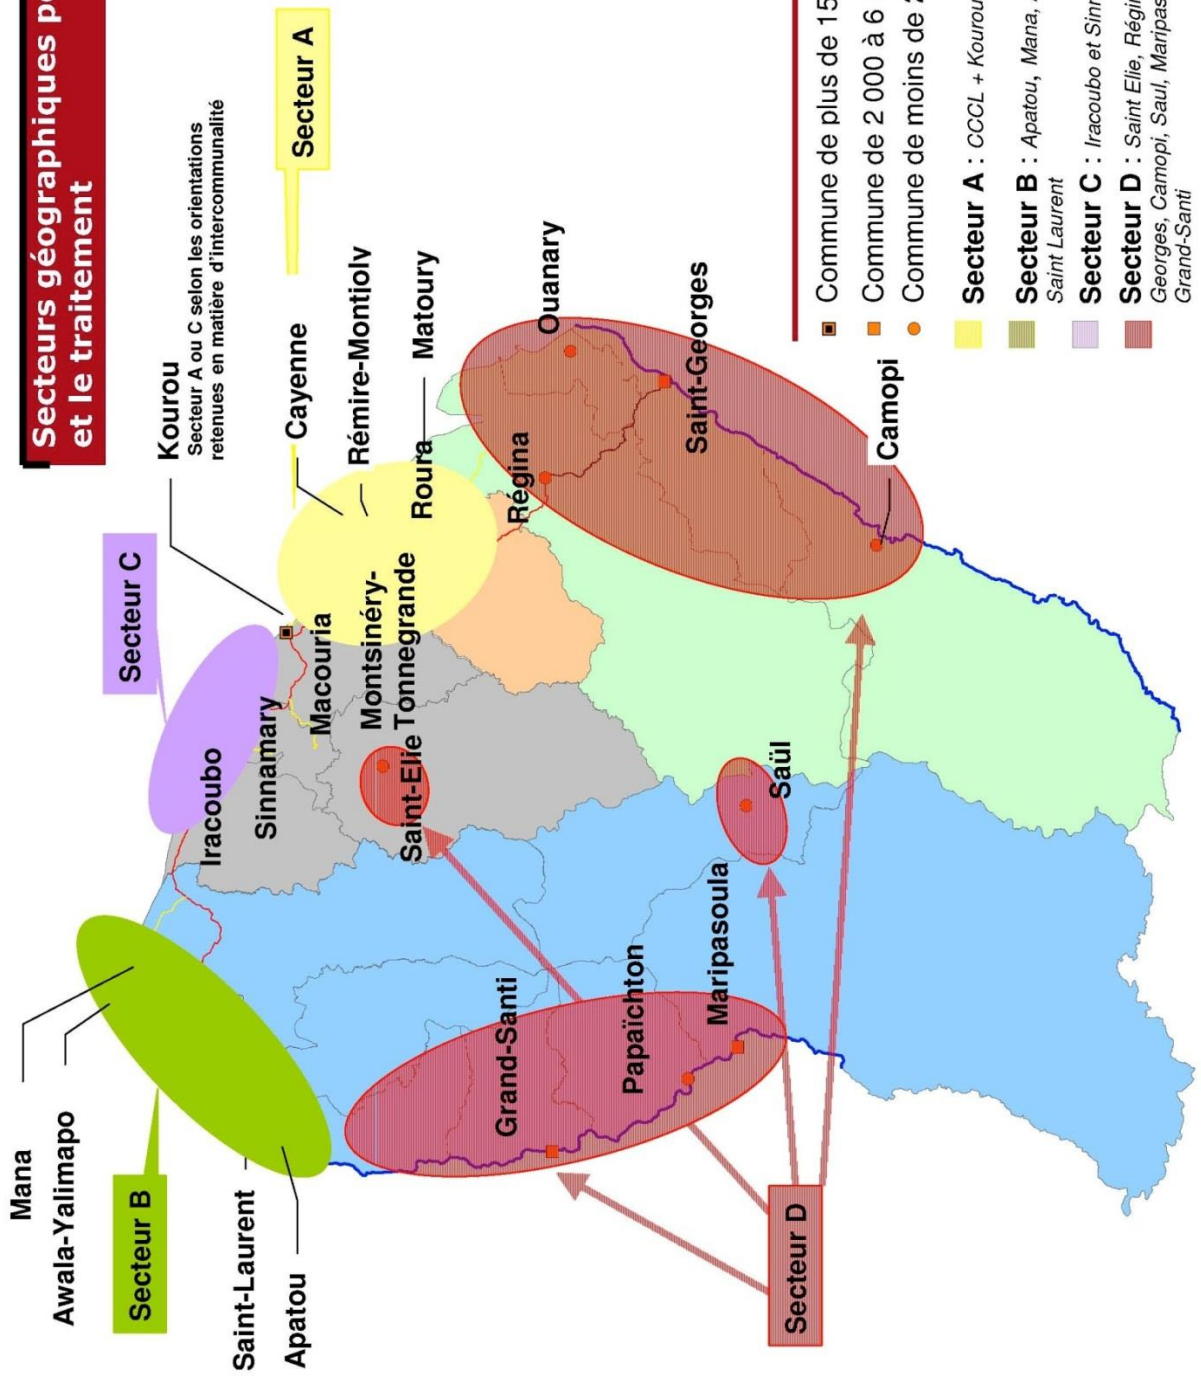 Secteurs géographiques
et le traitement
Kourou
Secteur A ou C selon les orientations
retenues en matière d'intercommunalité
Secteur A
Secteur C
Cayenne
Rémire-Montjoly
Matoury
Roura
Ouanary
Saint-Georges
Régina
Camopi
Macouria
Montsinéry-
Tonnegrande
Sinnamary
Iracoubo
Saint-Elie
Saül
Maripasoula
Papaïchton
Grand-Santi
Mana
Awala-Yalimapo
Secteur B
Saint-Laurent
Apatou
Secteur D
Commune de plus de 15
Commune de 2 000 à 6
Commune de moins de 2
Secteur A : CCCL + Kourou
Secteur B : Apatou, Mana,
Saint Laurent
Secteur C : Iracoubo et Sinn
Secteur D : Saint Elie, Régin
Georges, Camopi, Saul, Maripas
Grand-Santi